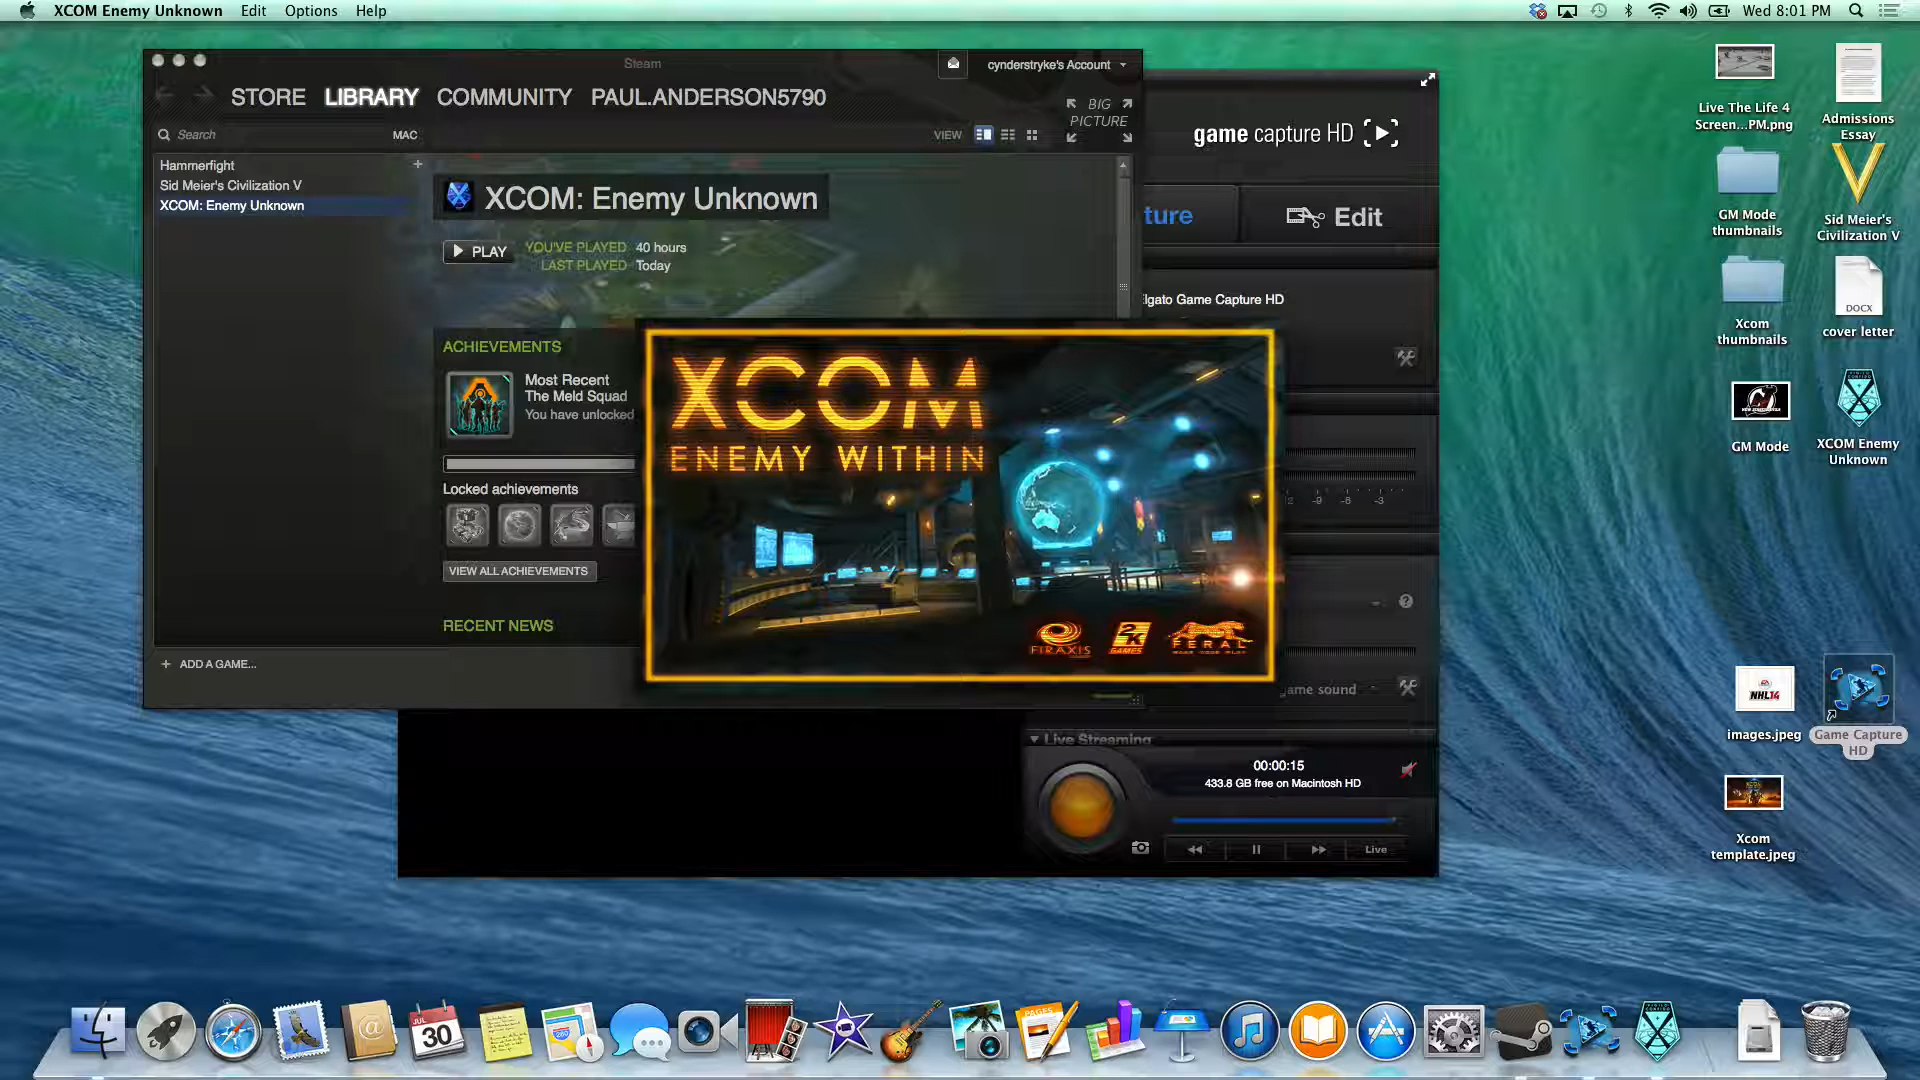 XCOM Enemy Unknown Edit Options Help
Wed 8:01 PM
Steam
cynderstryke's Account
STORE LIBRARY COMMUNITY PAUL.ANDERSON5790
BIG
PICTURE
Search
MAC
VIEW
Hammerfight
Sid Meier's Civilization V
XCOM: Enemy Unknown
XCOM: Enemy Unknown
PLAY
YOU'VE PLAYED 40 hours
LAST PLAYED Today
ACHIEVEMENTS
Most Recent
The Meld Squad
You have unlocked
Locked achievements
VIEW ALL ACHIEVEMENTS
RECENT NEWS
ADD A GAME...
XCOM
ENEMY WITHIN
FIRAXIS
2K
GAMES
FERAL
game capture HD
ture
Edit
lgato Game Capture HD
-9 -6 -3
game sound
Live Streaming
00:00:15
433.8 GB free on Macintosh HD
Live
Live The Life 4
Screen...PM.png
Admissions
Essay
GM Mode
thumbnails
Sid Meier's
Civilization V
Xcom
thumbnails
DOCX
cover letter
GM Mode
XCOM Enemy
Unknown
NHL14
images.jpeg
Game Capture
HD
Xcom
template.jpeg
JUL
30
PAGES